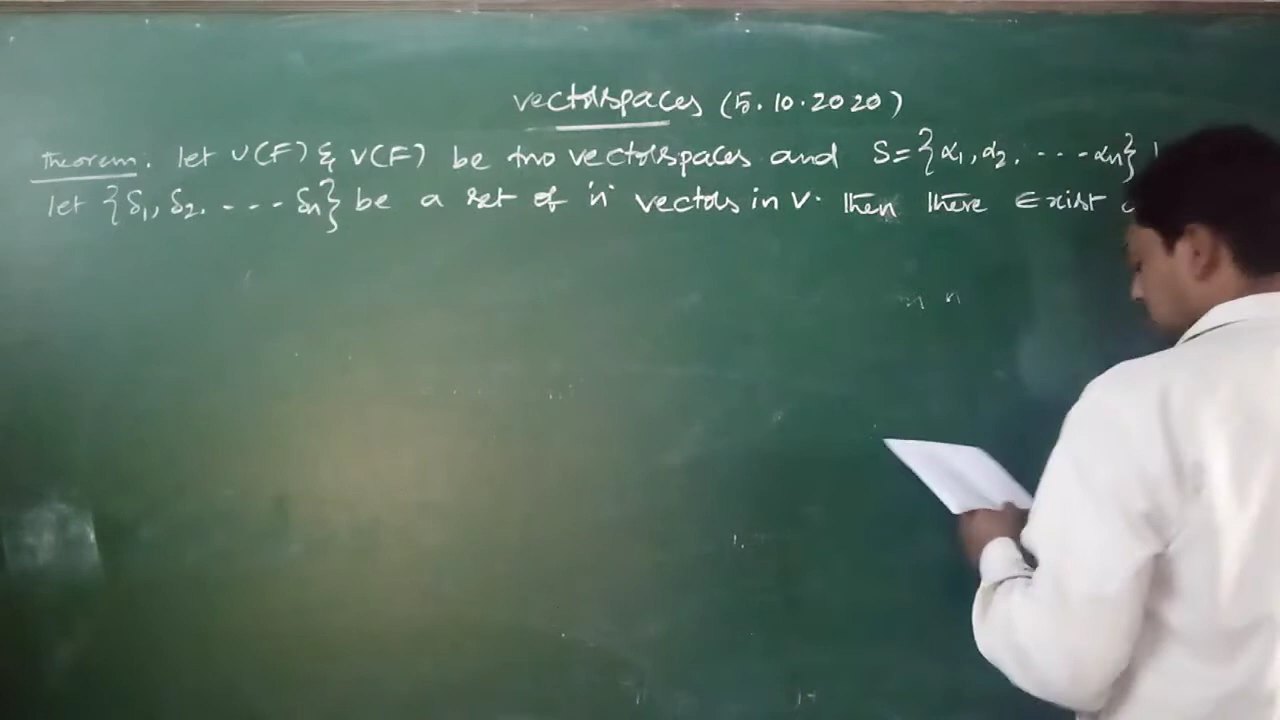 vectorspaces (5.10.2020)
Theorem. let U(F) & V(F) be two vectorspaces and S={α1, α2. ----αn}
let {δ1, δ2. ---- δn} be a set of 'n' vectors in V. Then there Exist
n n